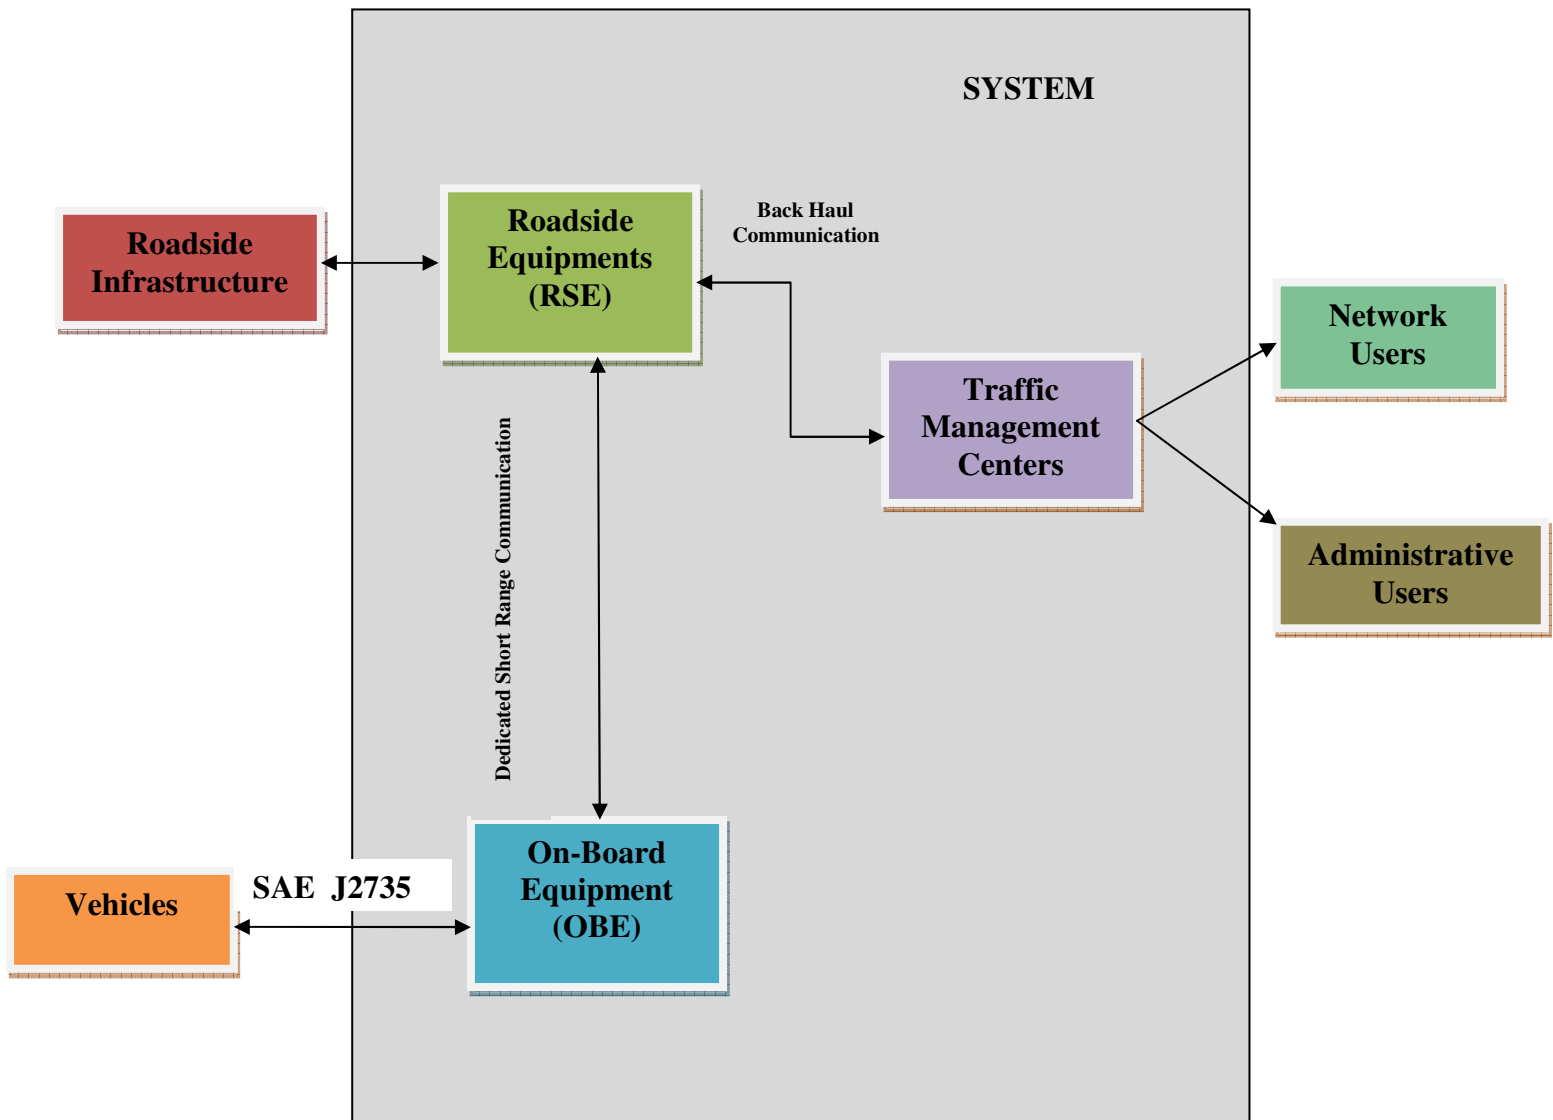 SYSTEM
Roadside
Infrastructure
Roadside
Equipments
(RSE)
Back Haul
Communication
Network
Users
Traffic
Management
Centers
Dedicated Short Range Communication
Administrative
Users
On-Board
Equipment
(OBE)
SAE J2735
Vehicles